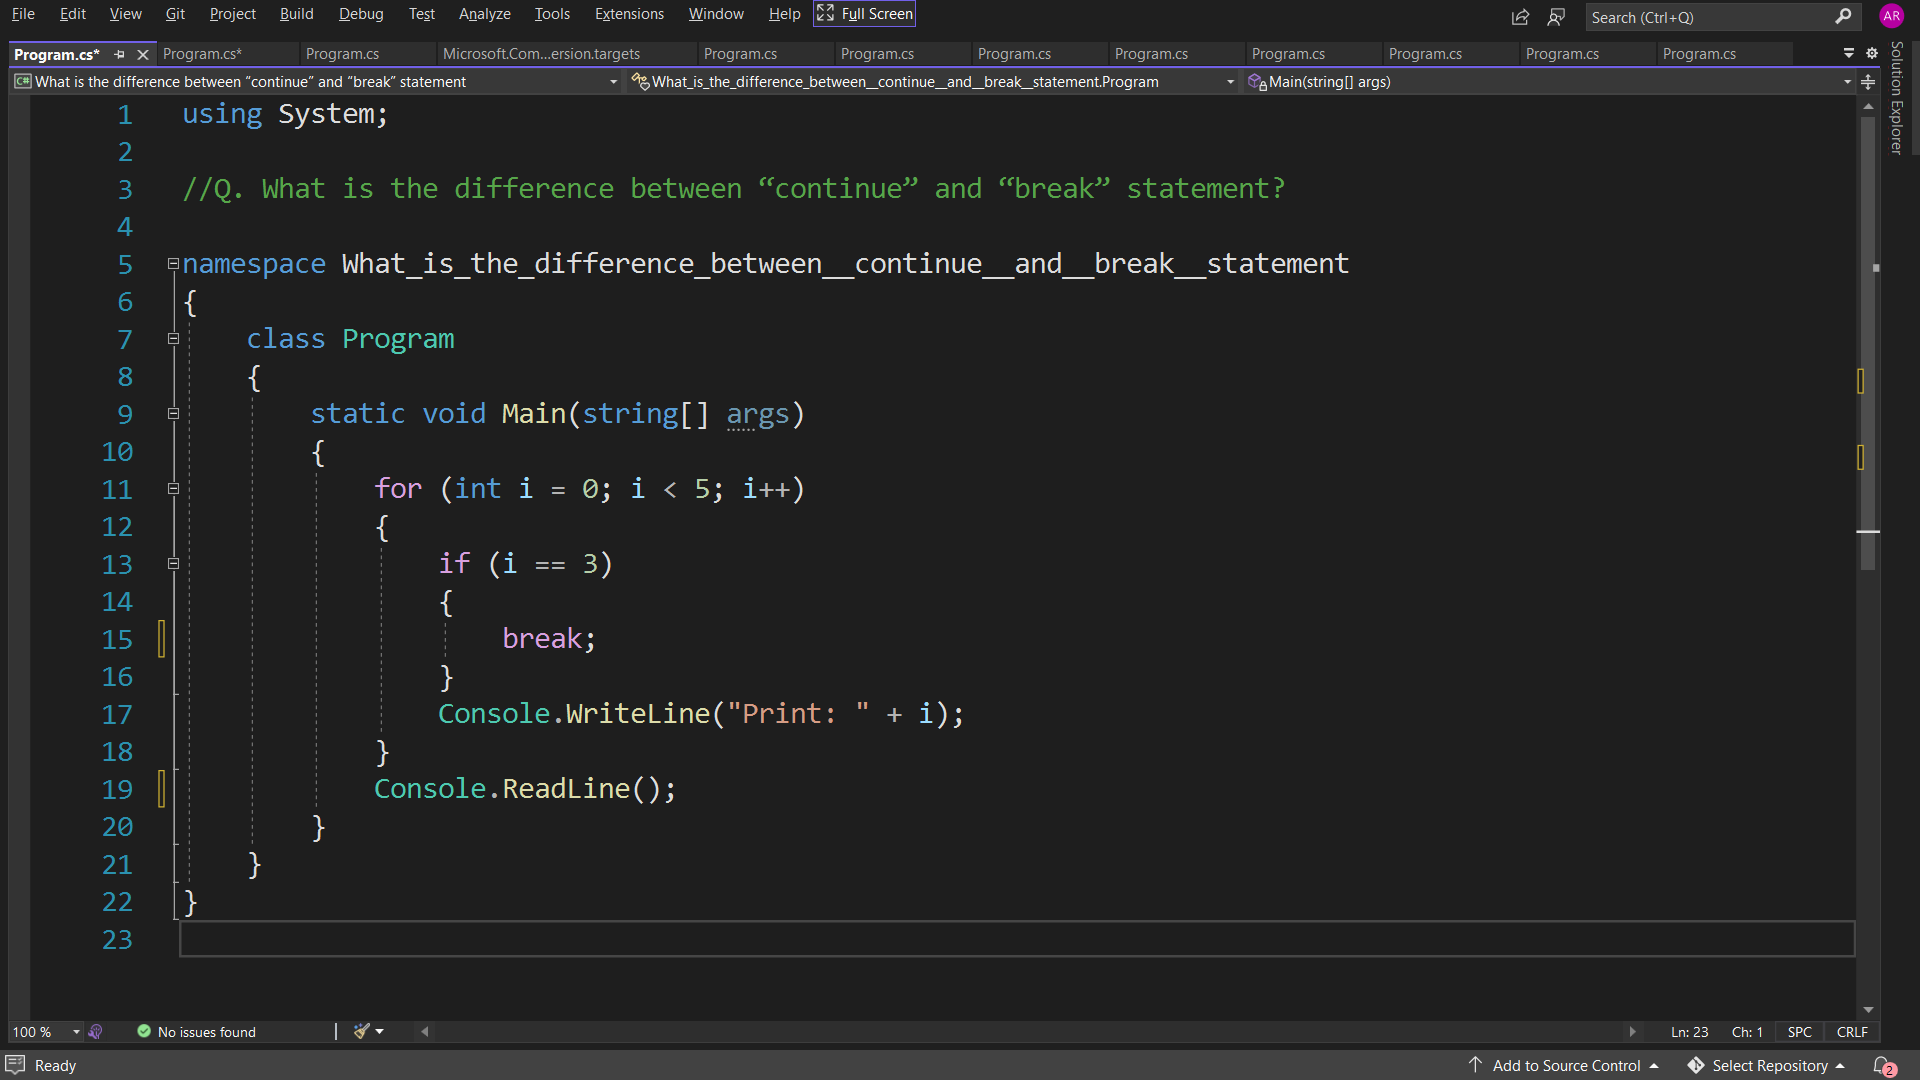 File Edit View Git Project Build Debug Test Analyze Tools Extensions Window Help Full Screen Search (Ctrl+Q) AR
Program.cs* Program.cs* Program.cs Microsoft.Com...ersion.targets Program.cs Program.cs Program.cs Program.cs Program.cs Program.cs Program.cs Program.cs
C# What is the difference between “continue” and “break” statement What_is_the_difference_between__continue__and__break__statement.Program Main(string[] args)
Solution Explorer
1 using System;
2
3 //Q. What is the difference between “continue” and “break” statement?
4
5 namespace What_is_the_difference_between__continue__and__break__statement
6 {
7 class Program
8 {
9 static void Main(string[] args)
10 {
11 for (int i = 0; i < 5; i++)
12 {
13 if (i == 3)
14 {
15 break;
16 }
17 Console.WriteLine("Print: " + i);
18 }
19 Console.ReadLine();
20 }
21 }
22 }
23
100 % No issues found Ln: 23 Ch: 1 SPC CRLF
Ready Add to Source Control Select Repository 2